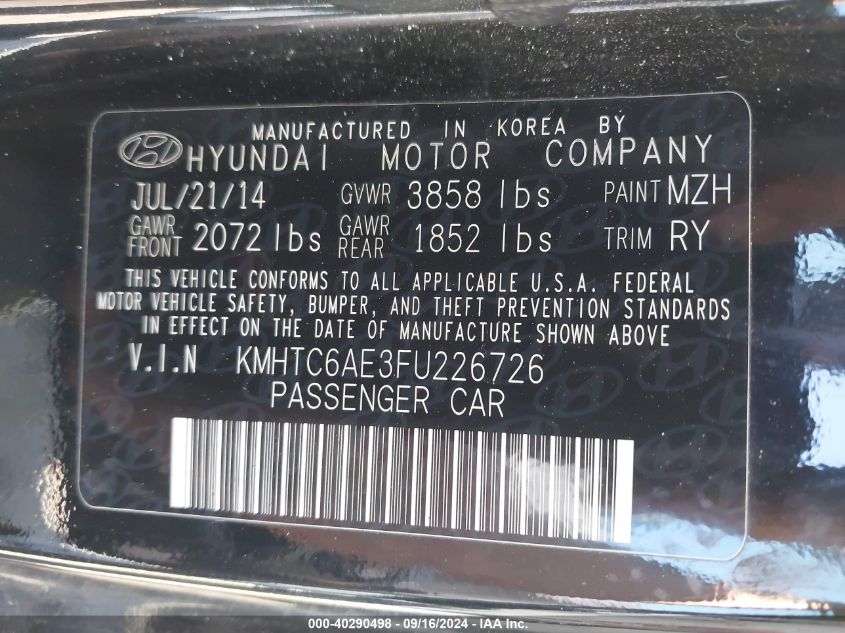 MANUFACTURED IN KOREA BY
HYUNDAI MOTOR COMPANY
JUL/21/14 GVWR 3858 lbs PAINT MZH
GAWR FRONT 2072 lbs GAWR REAR 1852 lbs TRIM RY
THIS VEHICLE CONFORMS TO ALL APPLICABLE U.S.A. FEDERAL
MOTOR VEHICLE SAFETY, BUMPER, AND THEFT PREVENTION STANDARDS
IN EFFECT ON THE DATE OF MANUFACTURE SHOWN ABOVE
V.I.N KMHTC6AE3FU226726
PASSENGER CAR
000-40290498 - 09/16/2024 - IAA Inc.